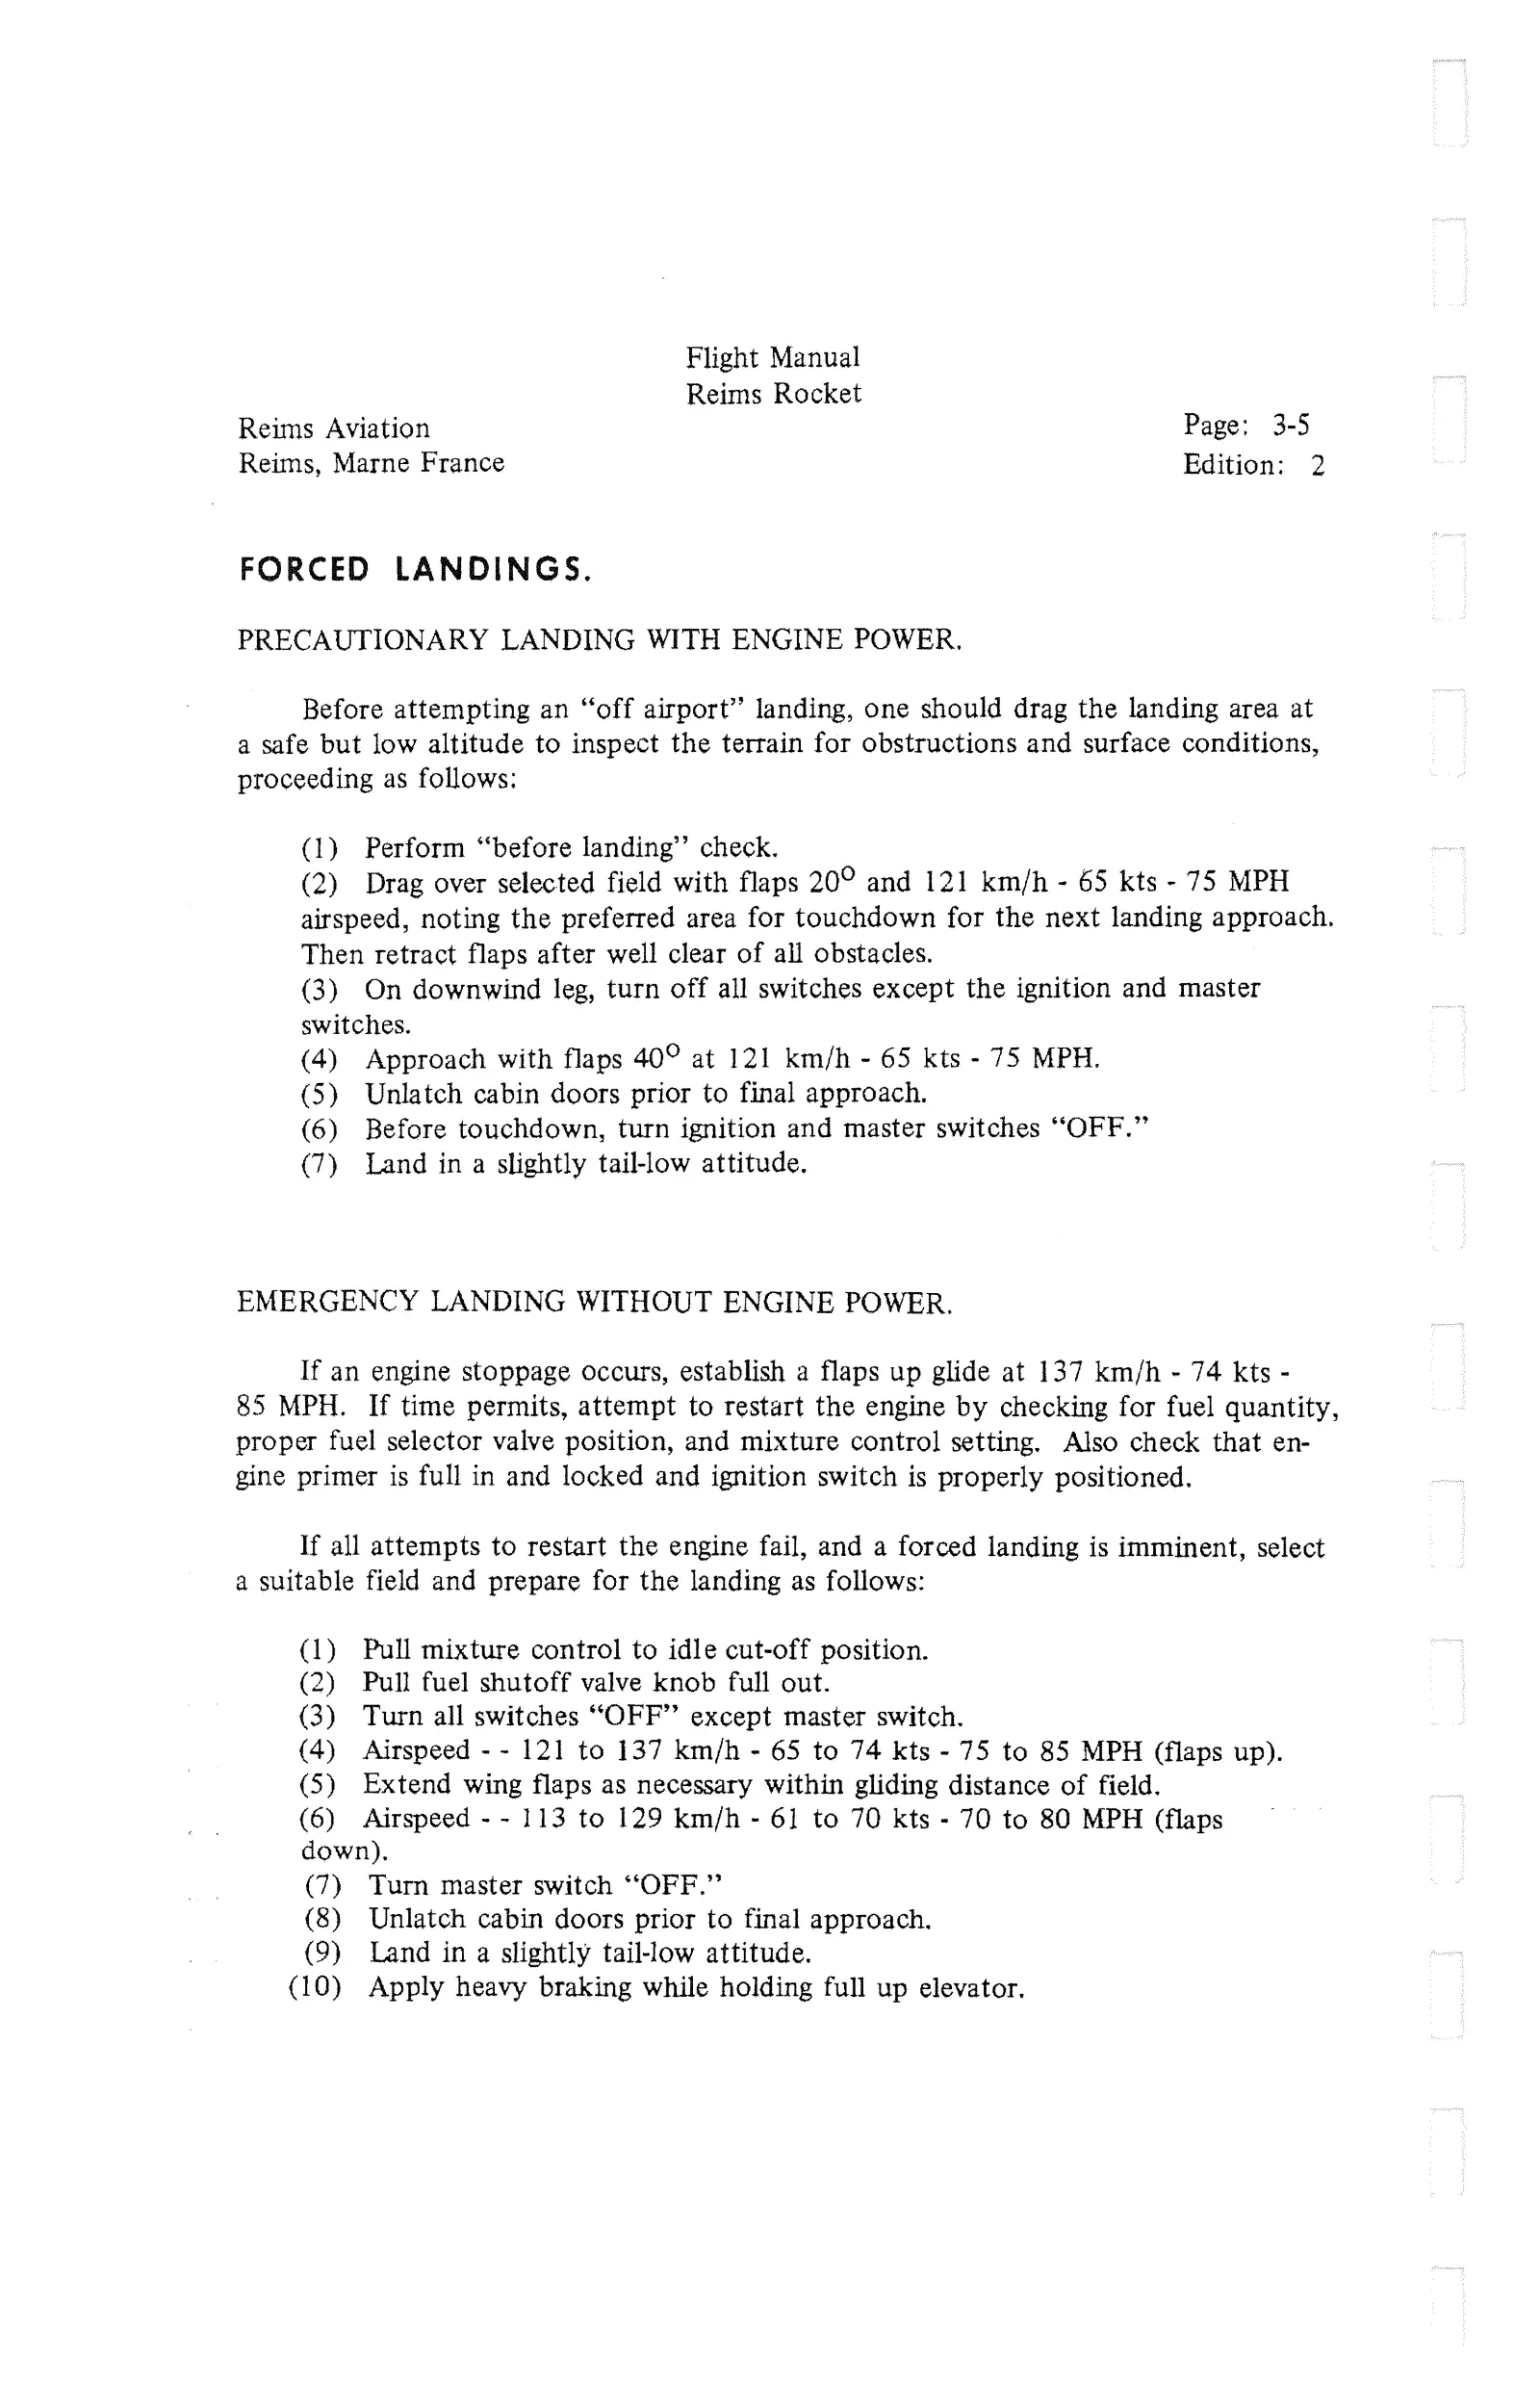 Flight Manual
Reims Rocket
Reims Aviation
Page: 3-5
Reims, Marne France
Edition: 2
FORCED LANDINGS.
PRECAUTIONARY LANDING WITH ENGINE POWER.
Before attempting an “off airport” landing, one should drag the landing area at
a safe but low altitude to inspect the terrain for obstructions and surface conditions,
proceeding as follows:
(1) Perform “before landing” check.
(2) Drag over selected field with flaps 20° and 121 km/h - 65 kts - 75 MPH
airspeed, noting the preferred area for touchdown for the next landing approach.
Then retract flaps after well clear of all obstacles.
(3) On downwind leg, turn off all switches except the ignition and master
switches.
(4) Approach with flaps 40° at 121 km/h - 65 kts - 75 MPH.
(5) Unlatch cabin doors prior to final approach.
(6) Before touchdown, turn ignition and master switches “OFF.”
(7) Land in a slightly tail-low attitude.
EMERGENCY LANDING WITHOUT ENGINE POWER.
If an engine stoppage occurs, establish a flaps up glide at 137 km/h - 74 kts -
85 MPH. If time permits, attempt to restart the engine by checking for fuel quantity,
proper fuel selector valve position, and mixture control setting. Also check that en-
gine primer is full in and locked and ignition switch is properly positioned.
If all attempts to restart the engine fail, and a forced landing is imminent, select
a suitable field and prepare for the landing as follows:
(1) Pull mixture control to idle cut-off position.
(2) Pull fuel shutoff valve knob full out.
(3) Turn all switches “OFF” except master switch.
(4) Airspeed - - 121 to 137 km/h - 65 to 74 kts - 75 to 85 MPH (flaps up).
(5) Extend wing flaps as necessary within gliding distance of field.
(6) Airspeed - - 113 to 129 km/h - 61 to 70 kts - 70 to 80 MPH (flaps
down).
(7) Turn master switch “OFF.”
(8) Unlatch cabin doors prior to final approach.
(9) Land in a slightly tail-low attitude.
(10) Apply heavy braking while holding full up elevator.